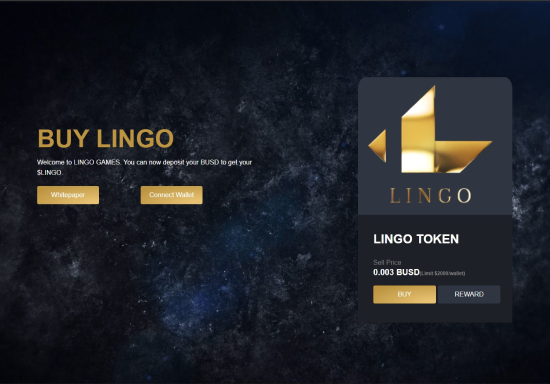 BUY LINGO
Welcome to LINGO GAMES. You can now deposit your BUSD to get your
$LINGO.
Whitepaper
Connect Wallet
LINGO
LINGO TOKEN
Sell Price
0.003 BUSD(Limit $2000/wallet)
BUY
REWARD